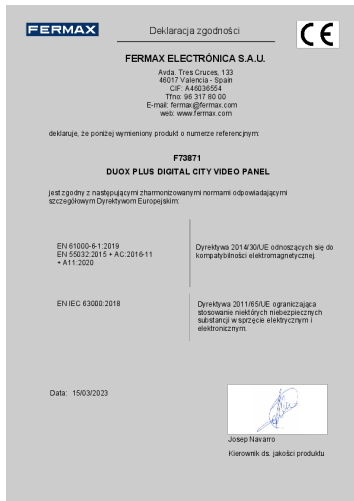 FERMAX
Deklaracja zgodności
CE
FERMAX ELECTRÓNICA S.A.U.
Avda. Tres Cruces, 133
46017 Valencia - Spain
CIF: A46036554
Tfno: 96 317 80 00
E-mail: fermax@fermax.com
web: www.fermax.com
deklaruje, że poniżej wymieniony produkt o numerze referencyjnym:
F73871
DUOX PLUS DIGITAL CITY VIDEO PANEL
jest zgodny z następującymi zharmonizowanymi normami odpowiadającymi
szczegółowym Dyrektywom Europejskim:
EN 61000-6-1:2019
EN 55032:2015 + AC:2016-11
+ A11:2020
Dyrektywa 2014/30/UE odnoszących się do
kompatybilności elektromagnetycznej.
EN IEC 63000:2018
Dyrektywa 2011/65/UE ograniczająca
stosowanie niektórych niebezpiecznych
substancji w sprzęcie elektrycznym i
elektronicznym.
Data: 15/03/2023
Josep Navarro
Kierownik ds. jakości produktu